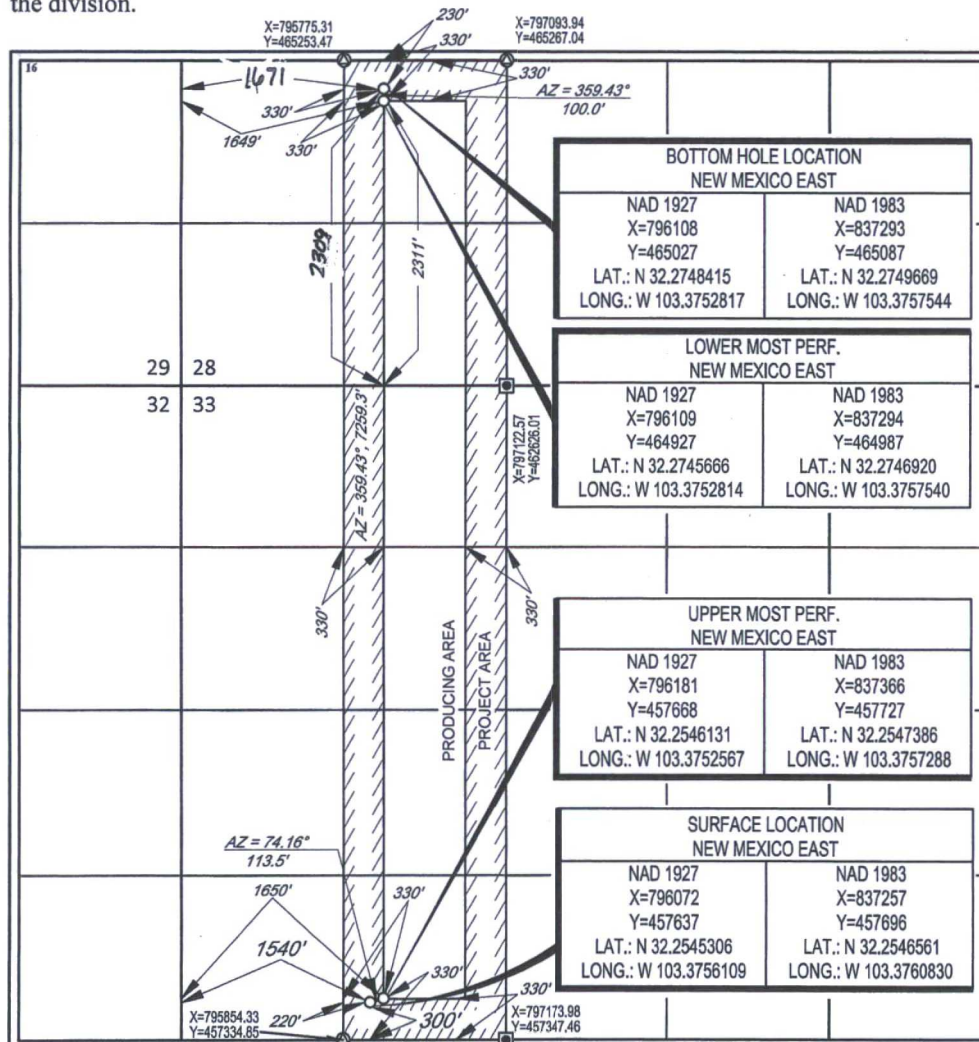 the division.
X=795775.31
Y=465253.47
230'
330'
X=797093.94
Y=465267.04
16
1671
330'
330'
AZ = 359.43°
100.0'
1649'
330'
BOTTOM HOLE LOCATION
NEW MEXICO EAST
NAD 1927
X=796108
Y=465027
LAT.: N 32.2748415
LONG.: W 103.3752817
NAD 1983
X=837293
Y=465087
LAT.: N 32.2749669
LONG.: W 103.3757544
2309
2311'
LOWER MOST PERF.
NEW MEXICO EAST
NAD 1927
X=796109
Y=464927
LAT.: N 32.2745666
LONG.: W 103.3752814
NAD 1983
X=837294
Y=464987
LAT.: N 32.2746920
LONG.: W 103.3757540
29 28
32 33
X=797122.57
Y=462626.01
AZ = 359.43°, 7259.3'
330'
330'
PRODUCING AREA
PROJECT AREA
UPPER MOST PERF.
NEW MEXICO EAST
NAD 1927
X=796181
Y=457668
LAT.: N 32.2546131
LONG.: W 103.3752567
NAD 1983
X=837366
Y=457727
LAT.: N 32.2547386
LONG.: W 103.3757288
AZ = 74.16°
113.5'
1650'
330'
1540'
330'
330'
SURFACE LOCATION
NEW MEXICO EAST
NAD 1927
X=796072
Y=457637
LAT.: N 32.2545306
LONG.: W 103.3756109
NAD 1983
X=837257
Y=457696
LAT.: N 32.2546561
LONG.: W 103.3760830
X=795854.33
Y=457334.85
220'
300'
X=797173.98
Y=457347.46